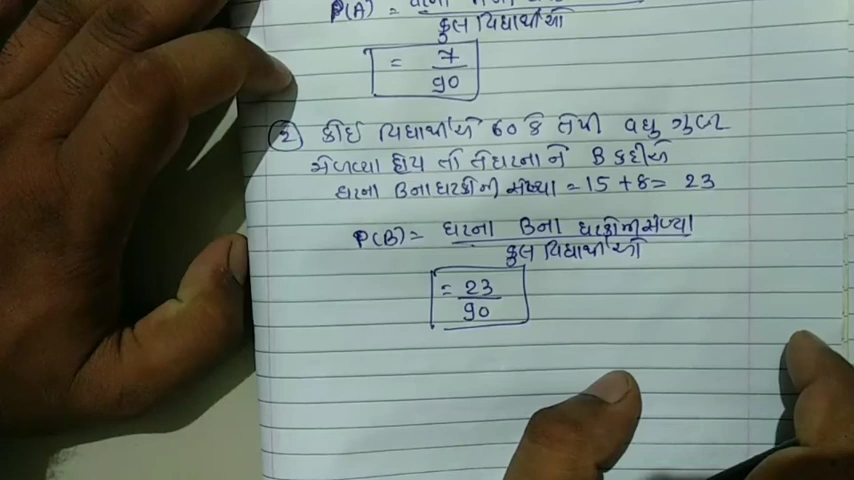 P(A) =
કુલ વિદ્યાર્થીઓ
= 7/90
(2) કોઈ વિદ્યાર્થીએ 60 કે તેથી વધુ ગુણ
મેળવ્યા હોય તો તે ઘટનાને B કહીએ
ઘટના B ના ઘટકોની સંખ્યા = 15 + 8 = 23
P(B) = ઘટના B ના ઘટકોની સંખ્યા
કુલ વિદ્યાર્થીઓ
= 23/90